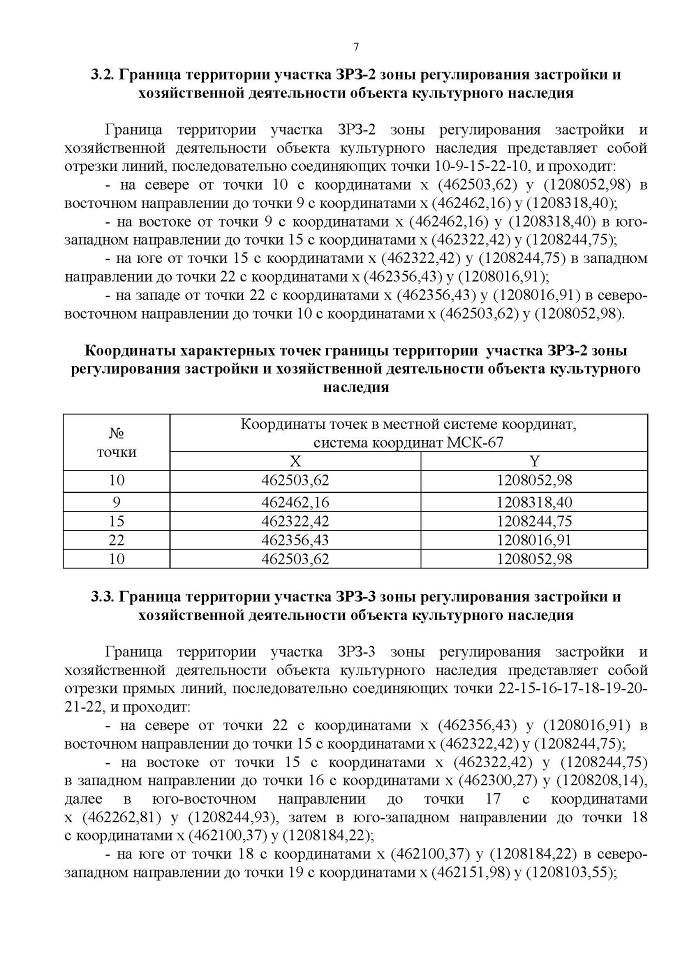 7
3.2. Граница территории участка ЗРЗ-2 зоны регулирования застройки и
хозяйственной деятельности объекта культурного наследия
Граница территории участка ЗРЗ-2 зоны регулирования застройки и
хозяйственной деятельности объекта культурного наследия представляет собой
отрезки линий, последовательно соединяющих точки 10-9-15-22-10, и проходит:
- на севере от точки 10 с координатами x (462503,62) y (1208052,98) в
восточном направлении до точки 9 с координатами x (462462,16) y (1208318,40);
- на востоке от точки 9 с координатами x (462462,16) y (1208318,40) в юго-
западном направлении до точки 15 с координатами x (462322,42) y (1208244,75);
- на юге от точки 15 с координатами x (462322,42) y (1208244,75) в западном
направлении до точки 22 с координатами x (462356,43) y (1208016,91);
- на западе от точки 22 с координатами x (462356,43) y (1208016,91) в северо-
восточном направлении до точки 10 с координатами x (462503,62) y (1208052,98).
Координаты характерных точек границы территории участка ЗРЗ-2 зоны
регулирования застройки и хозяйственной деятельности объекта культурного
наследия
№
точки
Координаты точек в местной системе координат,
система координат МСК-67
X Y
10 462503,62 1208052,98
9 462462,16 1208318,40
15 462322,42 1208244,75
22 462356,43 1208016,91
10 462503,62 1208052,98
3.3. Граница территории участка ЗРЗ-3 зоны регулирования застройки и
хозяйственной деятельности объекта культурного наследия
Граница территории участка ЗРЗ-3 зоны регулирования застройки и
хозяйственной деятельности объекта культурного наследия представляет собой
отрезки прямых линий, последовательно соединяющих точки 22-15-16-17-18-19-20-
21-22, и проходит:
- на севере от точки 22 с координатами x (462356,43) y (1208016,91) в
восточном направлении до точки 15 с координатами x (462322,42) y (1208244,75);
- на востоке от точки 15 с координатами x (462322,42) y (1208244,75)
в западном направлении до точки 16 с координатами x (462300,27) y (1208208,14),
далее в юго-восточном направлении до точки 17 с координатами
x (462262,81) y (1208244,93), затем в юго-западном направлении до точки 18
с координатами x (462100,37) y (1208184,22);
- на юге от точки 18 с координатами x (462100,37) y (1208184,22) в северо-
западном направлении до точки 19 с координатами x (462151,98) y (1208103,55);